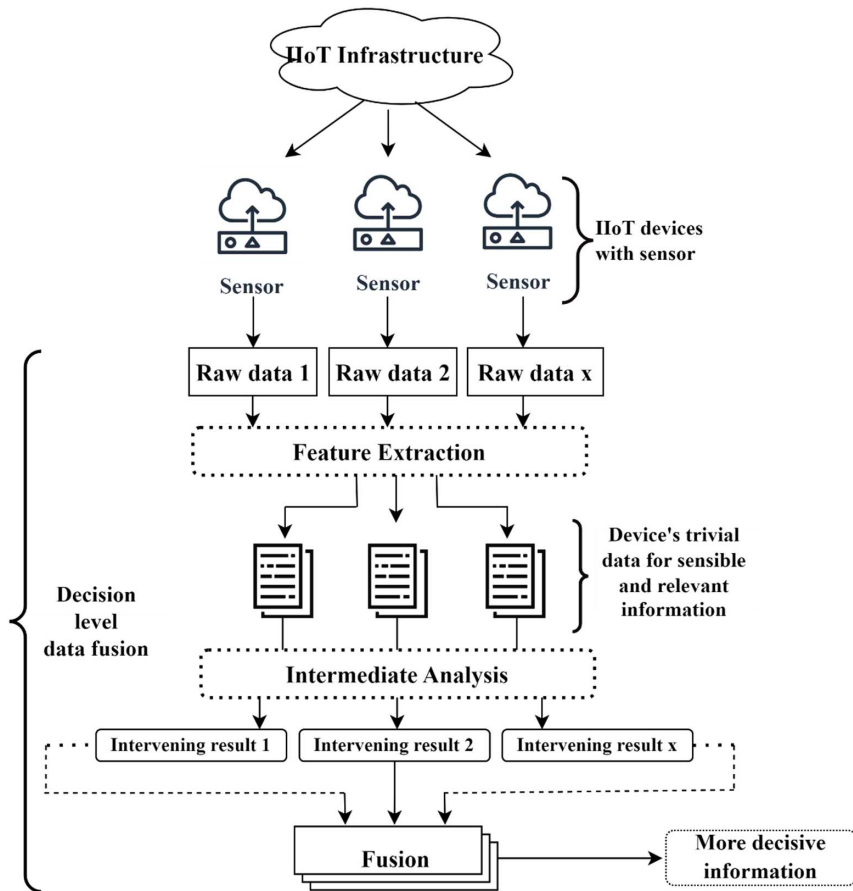 IIoT Infrastructure
IIoT devices
with sensor
Sensor
Sensor
Sensor
Raw data 1
Raw data 2
Raw data x
Feature Extraction
Device's trivial
data for sensible
and relevant
information
Decision
level
data fusion
Intermediate Analysis
Intervening result 1
Intervening result 2
Intervening result x
Fusion
More decisive
information